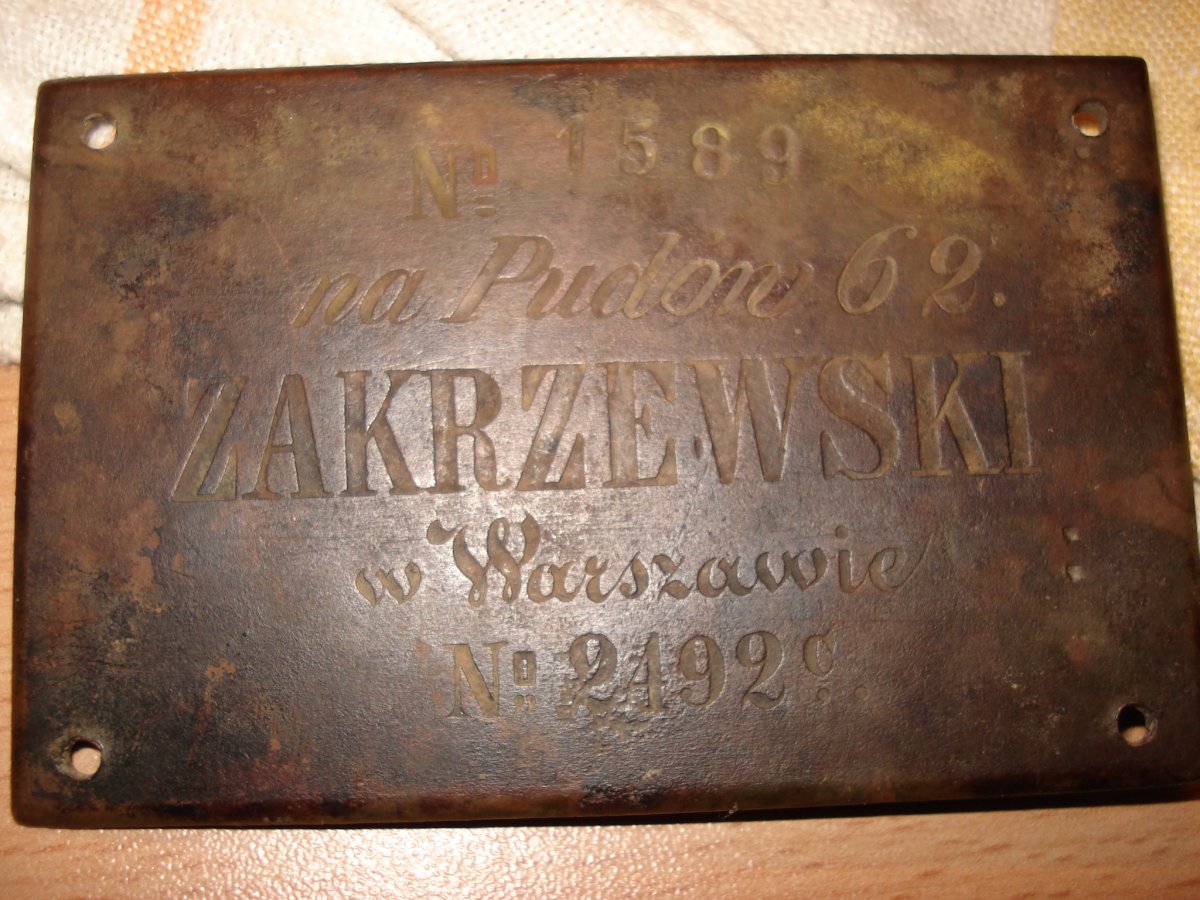 No 1589
na Pudów 62.
ZAKRZEWSKI
w Warszawie
No 2492 c.